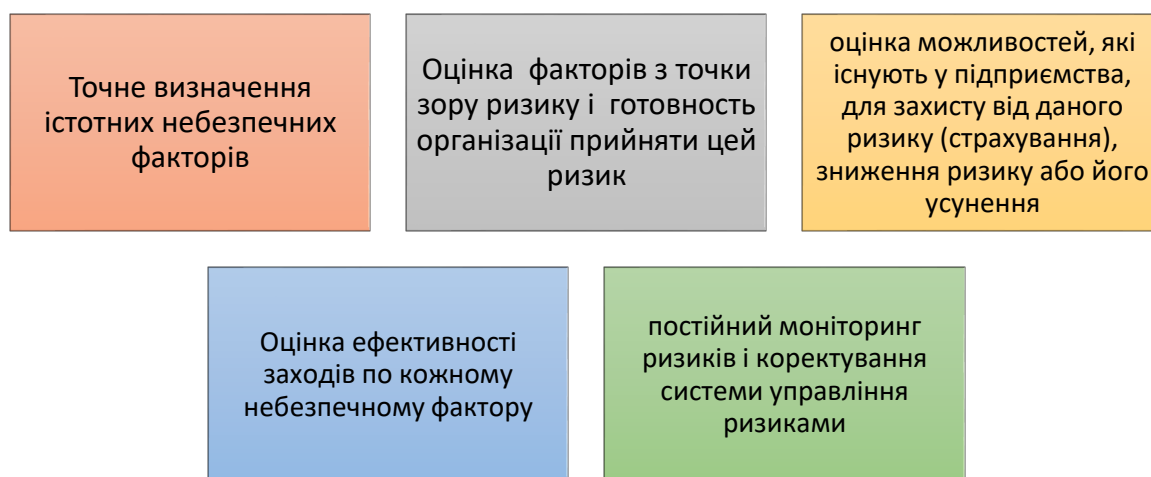 Точне визначення
істотних небезпечних
факторів
Оцінка факторів з точки
зору ризику і готовность
організації прийняти цей
ризик
оцінка можливостей, які
існують у підприємства,
для захисту від даного
ризику (страхування),
зниження ризику або його
усунення
Оцінка ефективності
заходів по кожному
небезпечному фактору
постійний моніторинг
ризиків і коректування
системи управління
ризиками